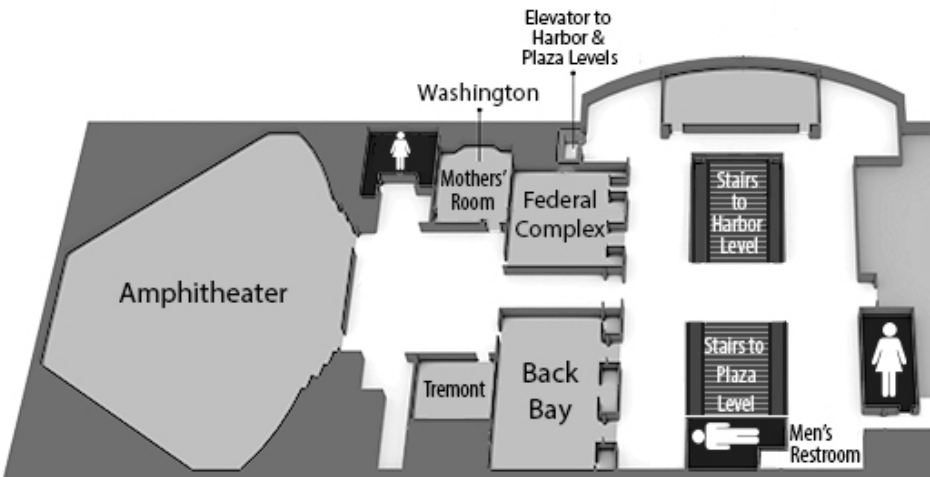 Elevator to
Harbor &
Plaza Levels
Washington
Mothers'
Room
Federal
Complex
Stairs
to
Harbor
Level
Amphitheater
Tremont
Back
Bay
Stairs to
Plaza
Level
Men's
Restroom